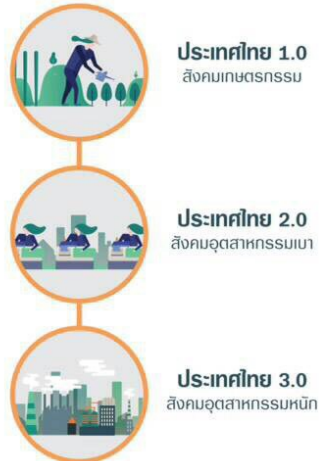 ประเทศไทย 1.0
สังคมเกษตรกรรม
ประเทศไทย 2.0
สังคมอุตสาหกรรมเบา
ประเทศไทย 3.0
สังคมอุตสาหกรรมหนัก